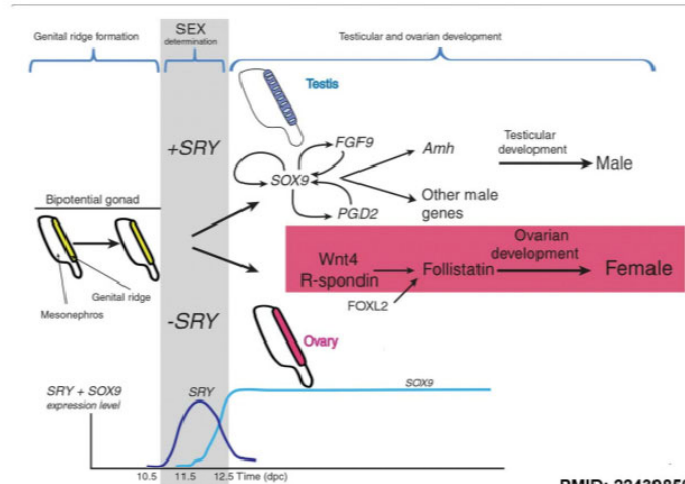 Genital ridge formation
SEX
determination
Testicular and ovarian development
Testis
+SRY
FGF9
SOX9
PGD2
Amh
Other male
genes
Testicular
development
Male
Bipotential gonad
Genital ridge
Mesonephros
Wnt4
R-spondin
Follistatin
FOXL2
Ovarian
development
Female
-SRY
Ovary
SRY + SOX9
expression level
SRY
SOX9
10.5
11.5
12.5
Time (dpc)